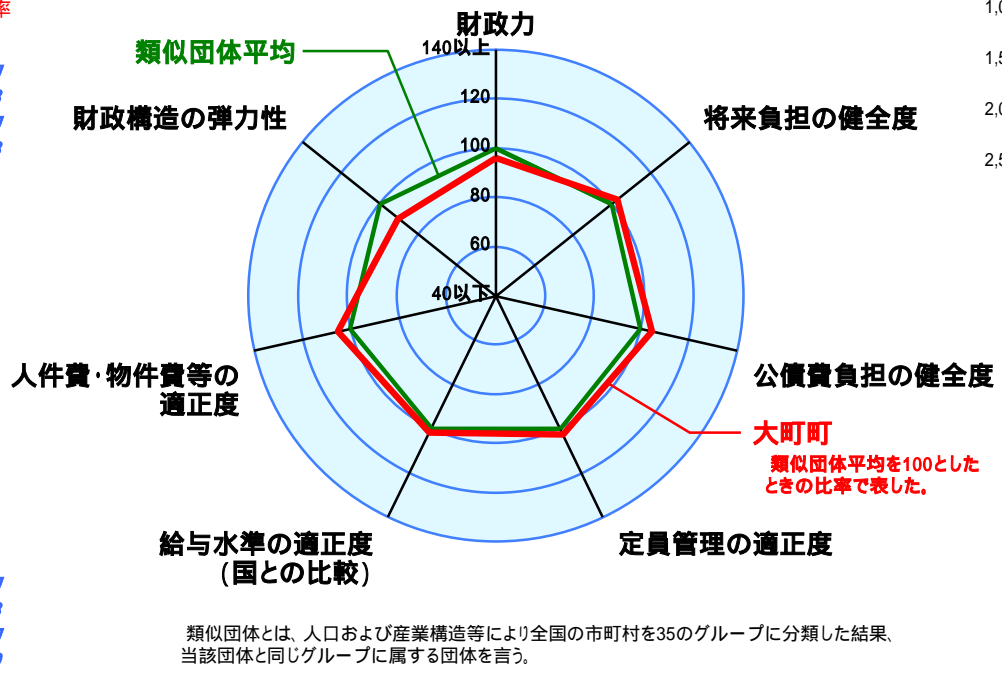 率
財政力
140以上
類似団体平均
120
財政構造の弾力性
将来負担の健全度
100
80
60
40以下
人件費・物件費等の
適正度
公債費負担の健全度
大町町
類似団体平均を100とした
ときの比率で表した。
給与水準の適正度
(国との比較)
定員管理の適正度
類似団体とは、人口および産業構造等により全国の市町村を35のグループに分類した結果、
当該団体と同じグループに属する団体を言う。